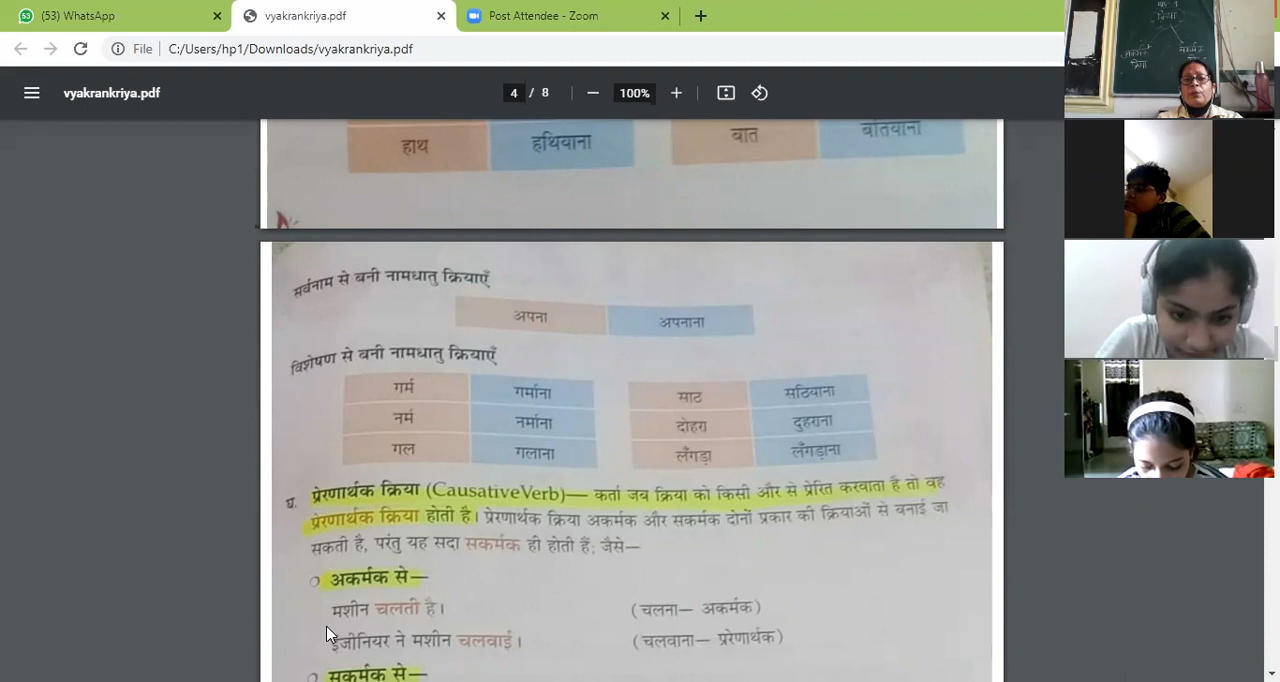 (53) WhatsApp
vyakrankriya.pdf
Post Attendee - Zoom
File
C:/Users/hp1/Downloads/vyakrankriya.pdf
vyakrankriya.pdf
4 / 8
100%
हाथ हथियाना बात बतियाना
सर्वनाम से बनी नामधातु क्रियाएँ
अपना अपनाना
विशेषण से बनी नामधातु क्रियाएँ
गर्म गर्माना साठ सठियाना
नर्म नर्माना दोहरा दुहराना
गल गलाना लँगड़ा लँगड़ाना
घ. प्रेरणार्थक क्रिया (CausativeVerb)— कर्ता जब क्रिया को किसी और से प्रेरित करवाता है तो वह
प्रेरणार्थक क्रिया होती है। प्रेरणार्थक क्रिया अकर्मक और सकर्मक दोनों प्रकार की क्रियाओं से बनाई जा
सकती है, परंतु यह सदा सकर्मक ही होती हैं; जैसे—
अकर्मक से—
मशीन चलती है। (चलना— अकर्मक)
इंजीनियर ने मशीन चलवाई। (चलवाना— प्ररेणार्थक)
सकर्मक से—
क्रिया
अकर्मक
क्रिया